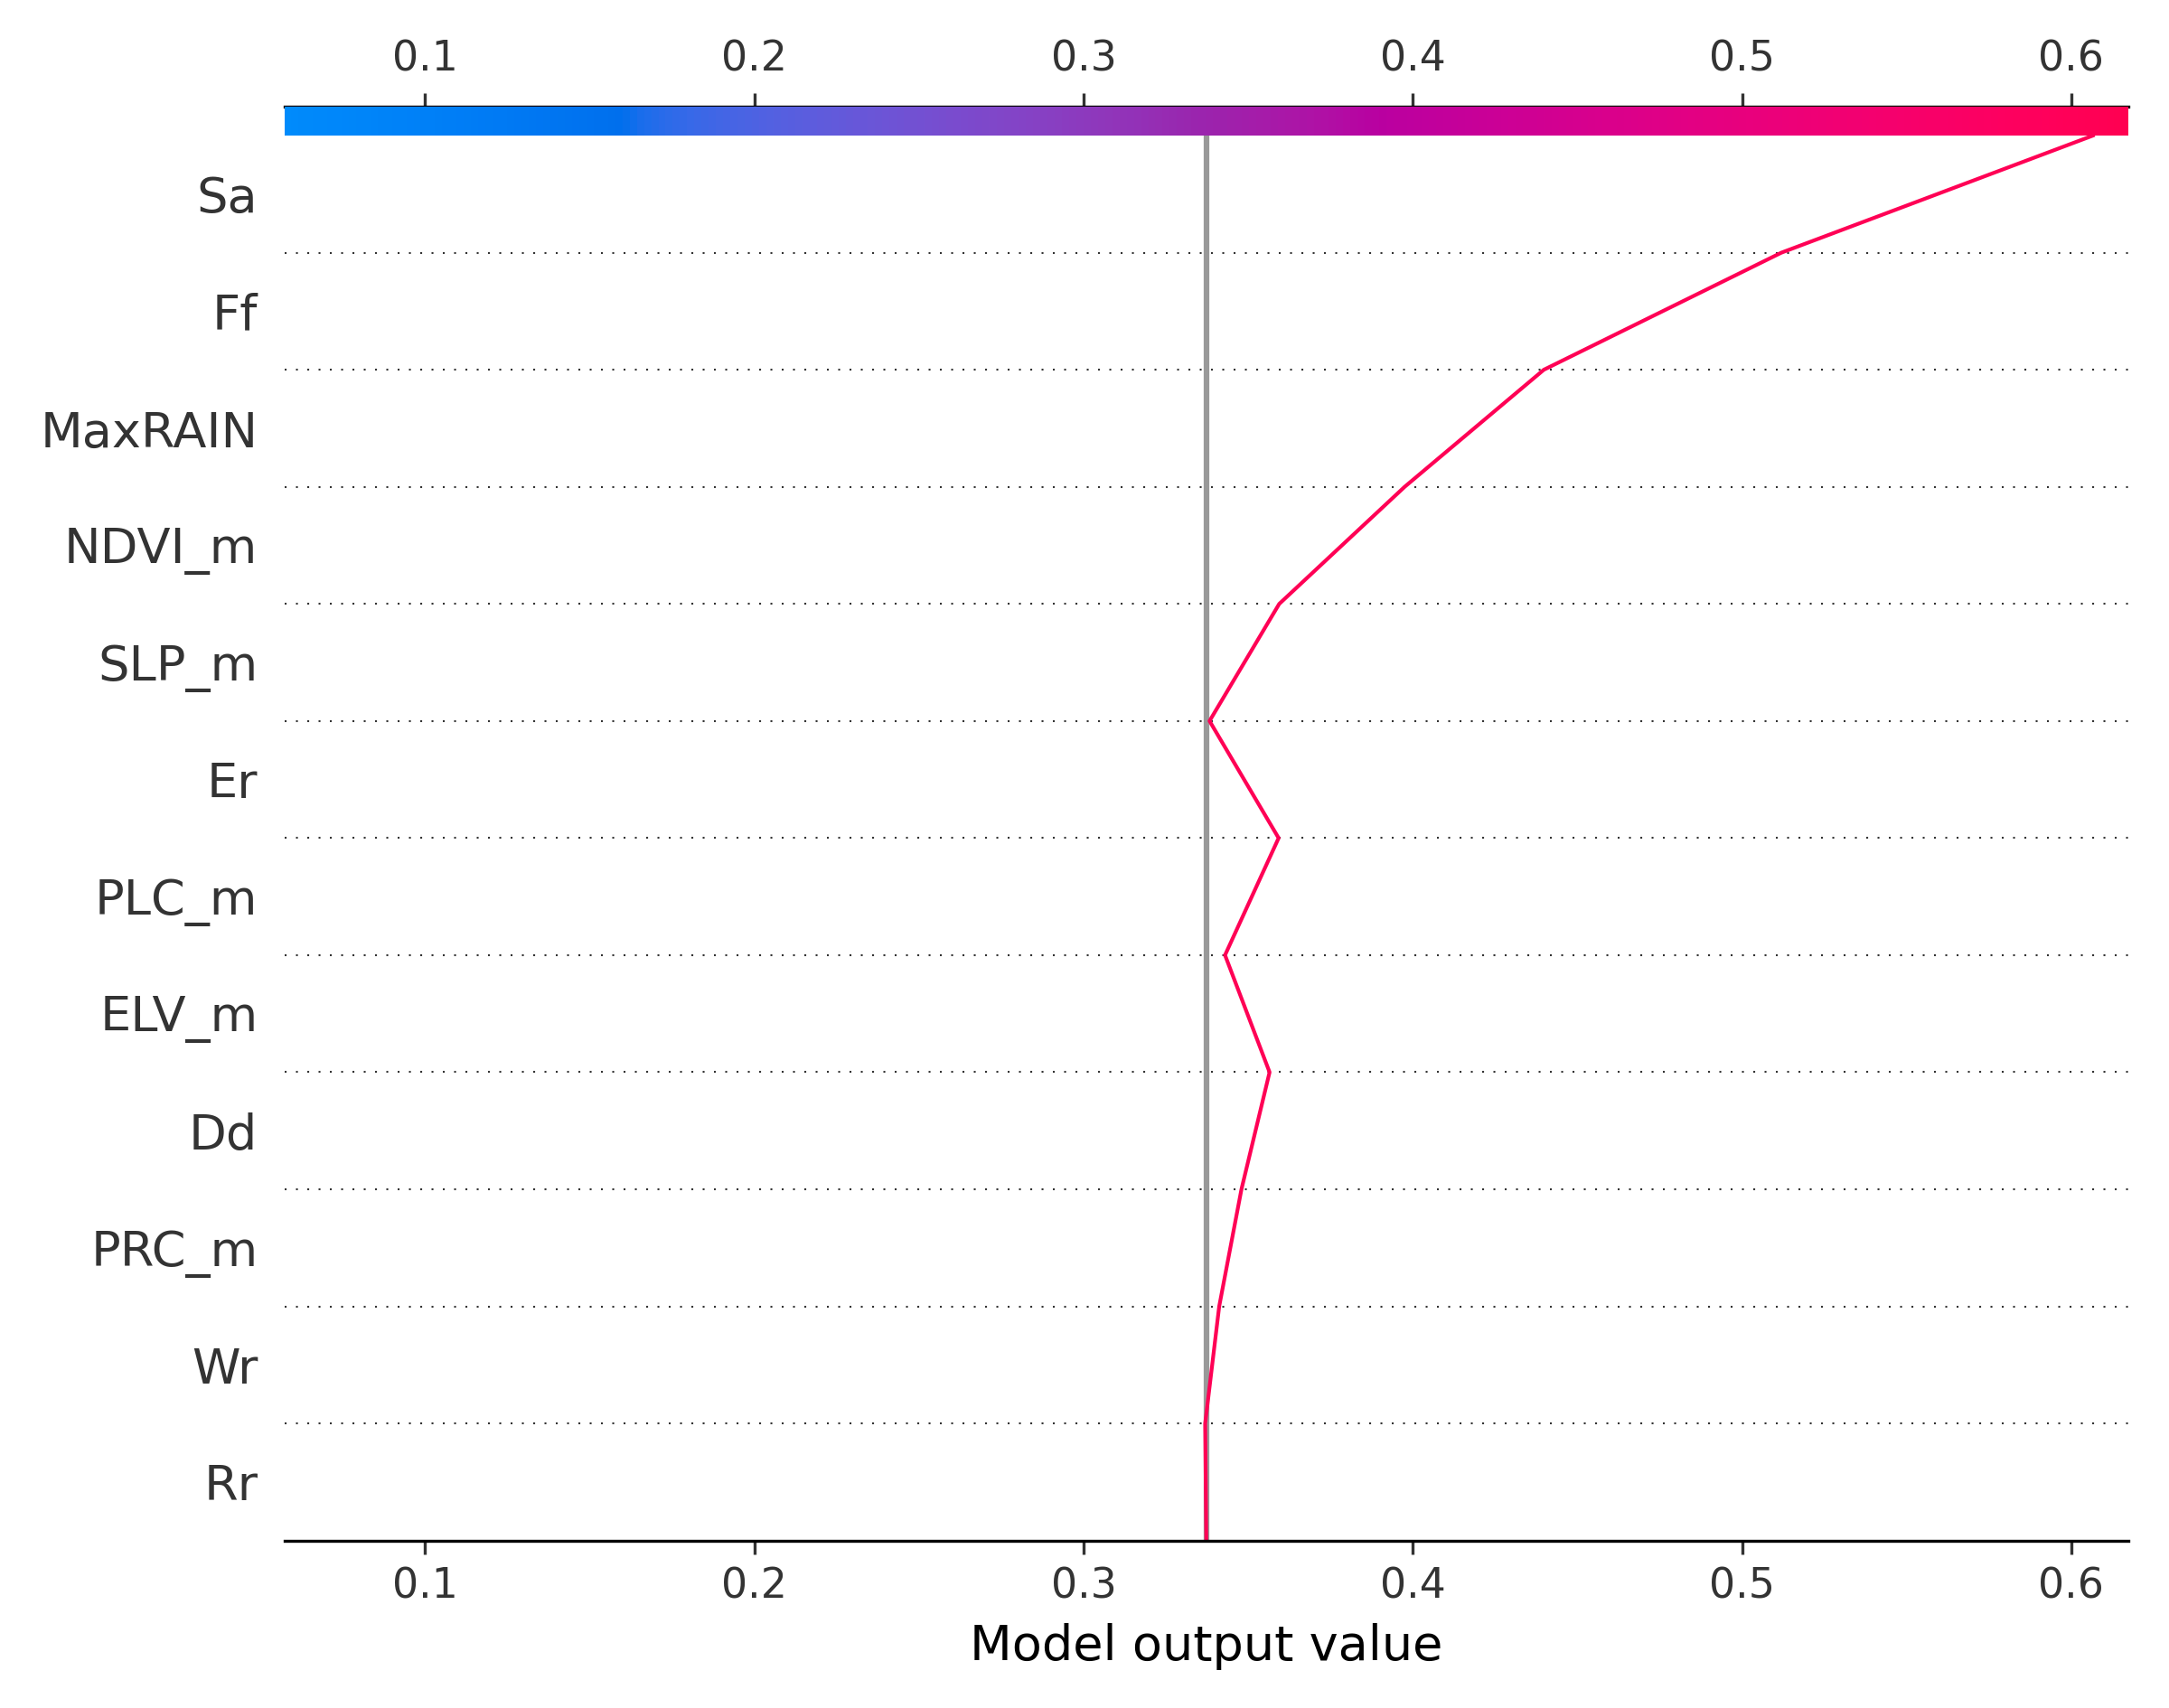 0.1 0.2 0.3 0.4 0.5 0.6
Sa
Ff
MaxRAIN
NDVI_m
SLP_m
Er
PLC_m
ELV_m
Dd
PRC_m
Wr
Rr
0.1 0.2 0.3 0.4 0.5 0.6
Model output value